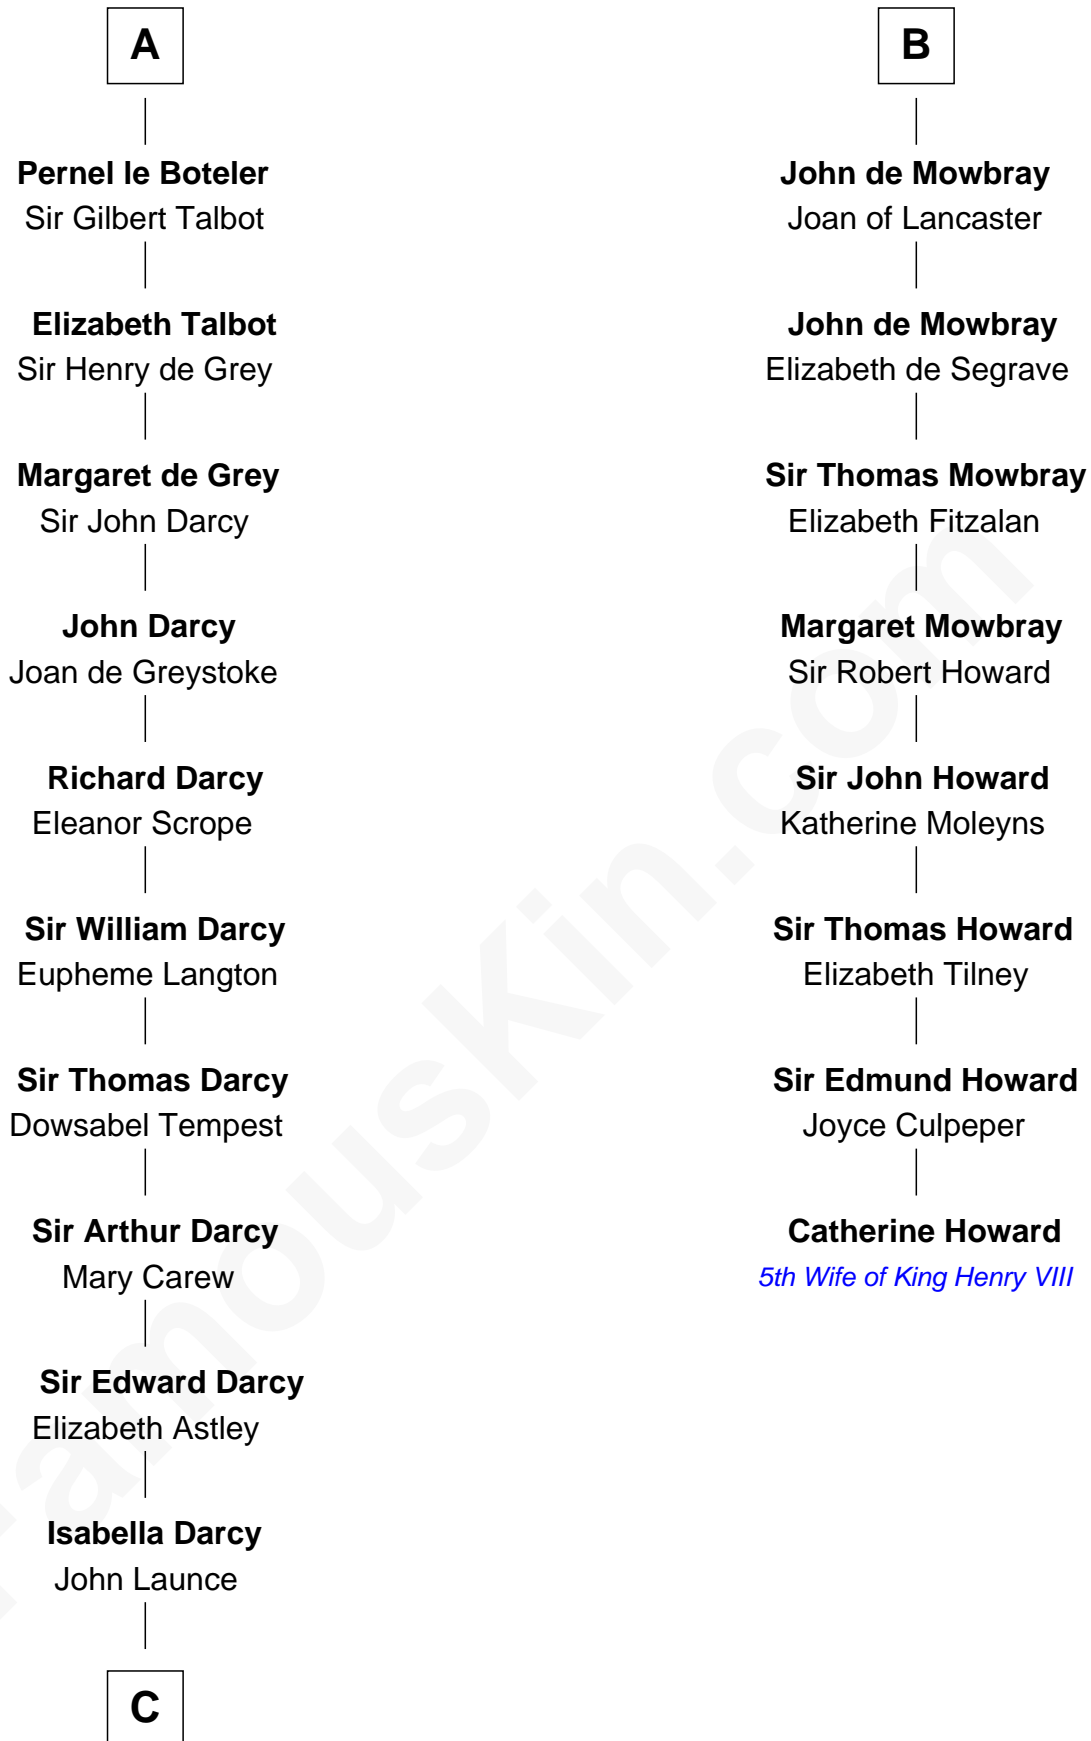 A
Pernel le Boteler
Sir Gilbert Talbot
Elizabeth Talbot
Sir Henry de Grey
Margaret de Grey
Sir John Darcy
John Darcy
Joan de Greystoke
Richard Darcy
Eleanor Scrope
Sir William Darcy
Eupheme Langton
Sir Thomas Darcy
Dowsabel Tempest
Sir Arthur Darcy
Mary Carew
Sir Edward Darcy
Elizabeth Astley
Isabella Darcy
John Launce
C
B
John de Mowbray
Joan of Lancaster
John de Mowbray
Elizabeth de Segrave
Sir Thomas Mowbray
Elizabeth Fitzalan
Margaret Mowbray
Sir Robert Howard
Sir John Howard
Katherine Moleyns
Sir Thomas Howard
Elizabeth Tilney
Sir Edmund Howard
Joyce Culpeper
Catherine Howard
5th Wife of King Henry VIII
FamousKin.com